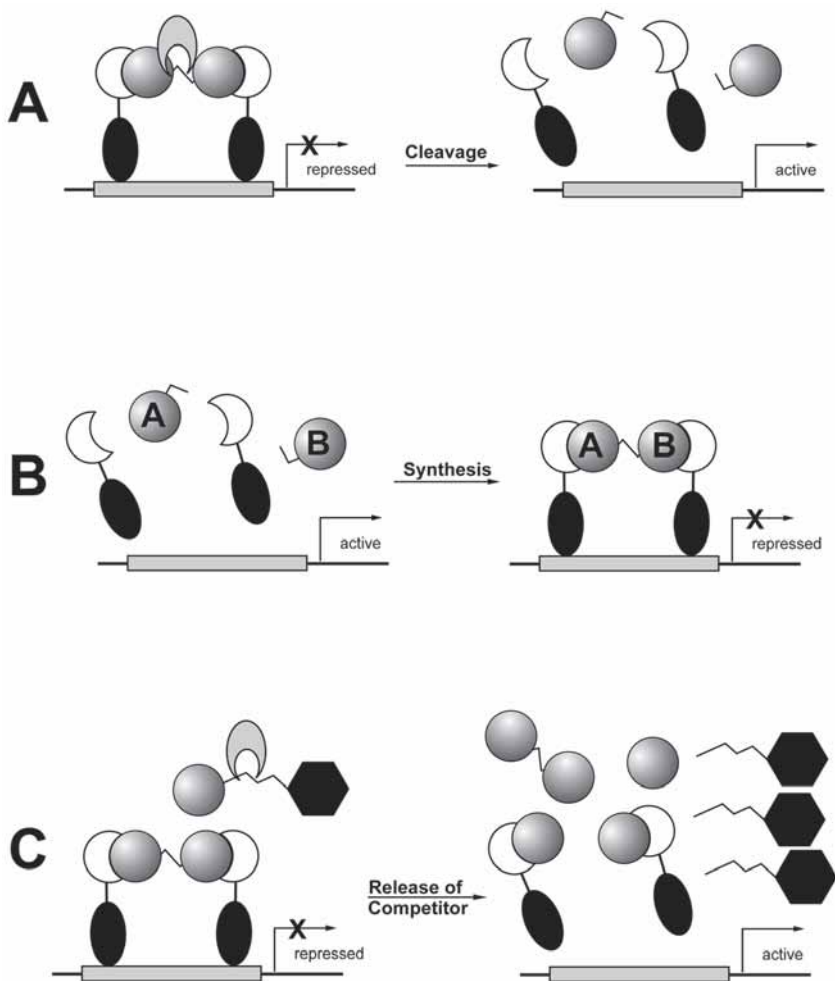 A
X
repressed
Cleavage
active
B
A
B
active
Synthesis
A
B
X
repressed
C
X
repressed
Release of
Competitor
active